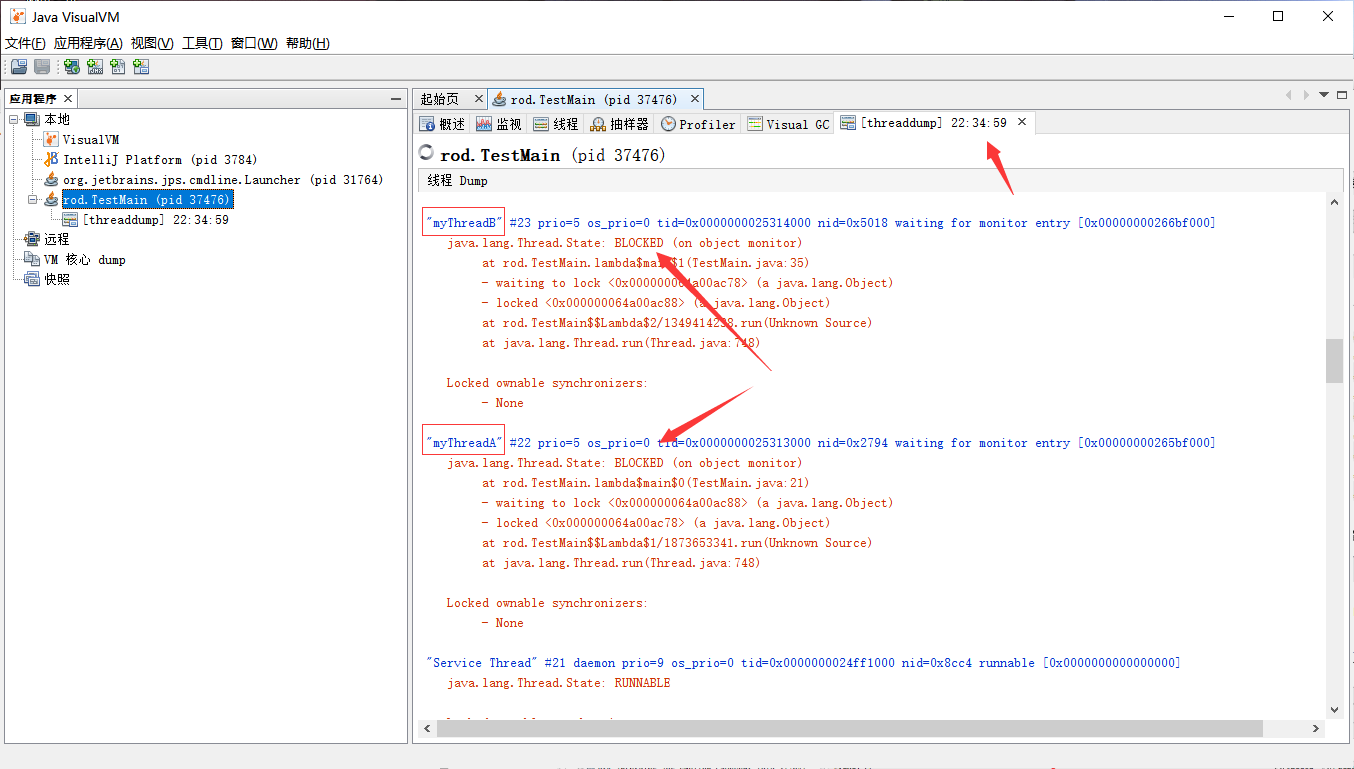 Java VisualVM
文件(F) 应用程序(A) 视图(V) 工具(T) 窗口(W) 帮助(H)
应用程序
本地
VisualVM
IntelliJ Platform (pid 3784)
org.jetbrains.jps.cmdline.Launcher (pid 31764)
rod.TestMain (pid 37476)
[threaddump] 22:34:59
远程
VM 核心 dump
快照
起始页 rod.TestMain (pid 37476)
概述 监视 线程 抽样器 Profiler Visual GC [threaddump] 22:34:59
rod.TestMain (pid 37476)
线程 Dump
"myThreadB" #23 prio=5 os_prio=0 tid=0x0000000025314000 nid=0x5018 waiting for monitor entry [0x00000000266bf000]
java.lang.Thread.State: BLOCKED (on object monitor)
at rod.TestMain.lambda$main$1(TestMain.java:35)
- waiting to lock <0x000000064a00ac78> (a java.lang.Object)
- locked <0x000000064a00ac88> (a java.lang.Object)
at rod.TestMain$$Lambda$2/1349414238.run(Unknown Source)
at java.lang.Thread.run(Thread.java:748)
Locked ownable synchronizers:
- None
"myThreadA" #22 prio=5 os_prio=0 tid=0x0000000025313000 nid=0x2794 waiting for monitor entry [0x00000000265bf000]
java.lang.Thread.State: BLOCKED (on object monitor)
at rod.TestMain.lambda$main$0(TestMain.java:21)
- waiting to lock <0x000000064a00ac88> (a java.lang.Object)
- locked <0x000000064a00ac78> (a java.lang.Object)
at rod.TestMain$$Lambda$1/1873653341.run(Unknown Source)
at java.lang.Thread.run(Thread.java:748)
Locked ownable synchronizers:
- None
"Service Thread" #21 daemon prio=9 os_prio=0 tid=0x0000000024ff1000 nid=0x8cc4 runnable [0x0000000000000000]
java.lang.Thread.State: RUNNABLE